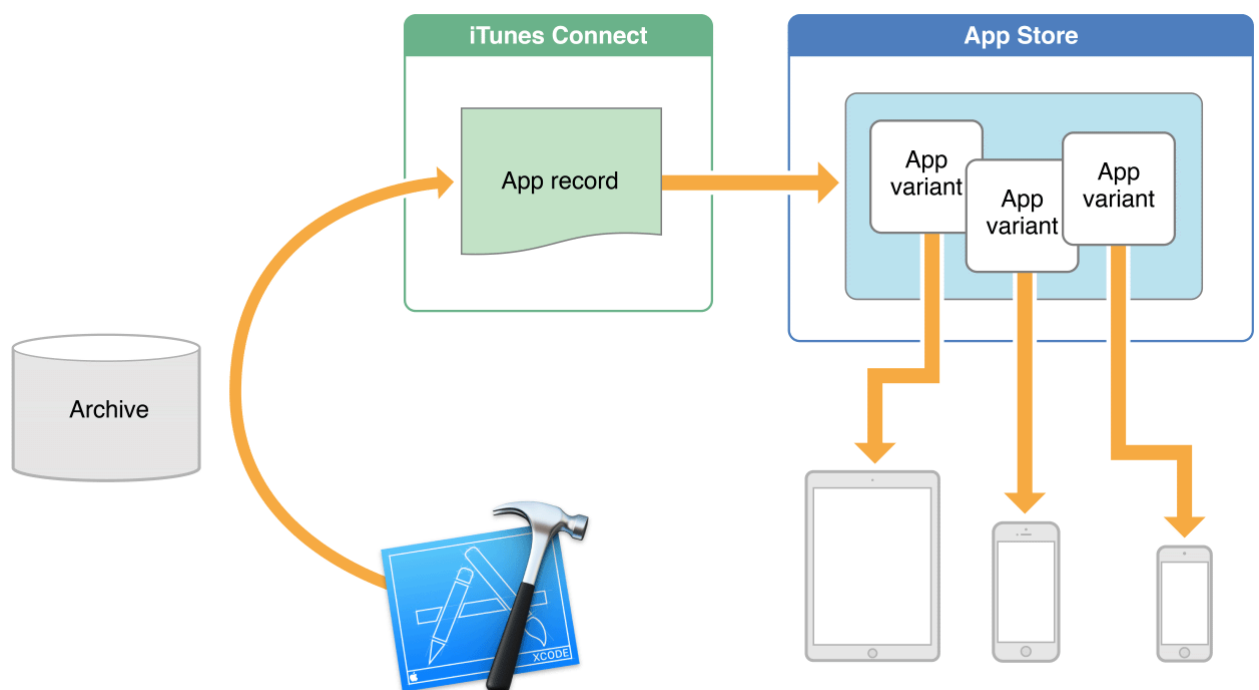 iTunes Connect
App Store
App record
App
variant
App
variant
App
variant
Archive
XCODE